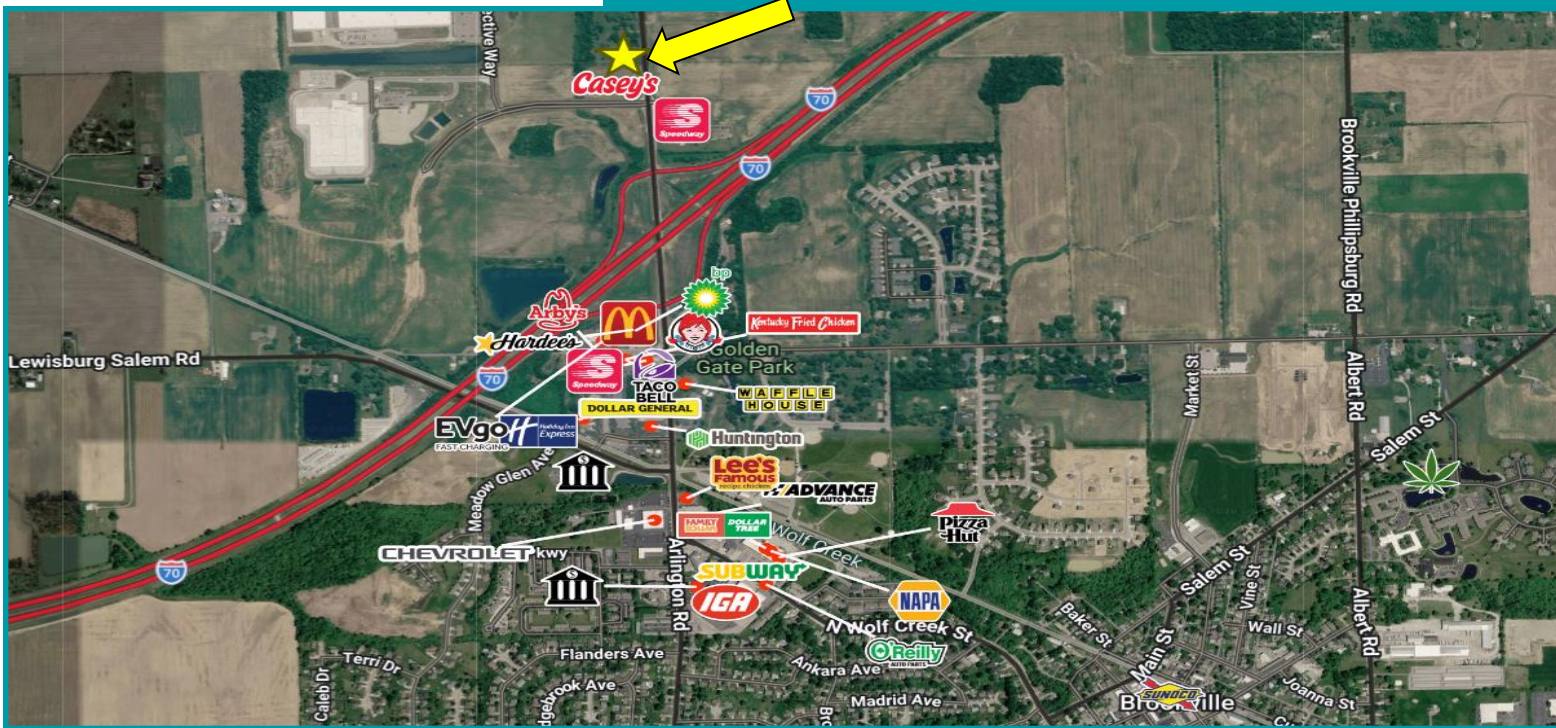 ective Way
Casey's
Speedway
70
70
Brookville Phillipsburg Rd
bp
Arby's
Hardee's
Kentucky Fried Chicken
Golden
Gate Park
Lewisburg Salem Rd
70
Speedway
TACO
BELL
WAFFLE
HOUSE
DOLLAR GENERAL
Market St
Albert Rd
EVgo
FAST CHARGING
H Holiday Inn
Express
Huntington
Salem St
Meadow Glen Ave
Lee's
Famous
recipe chicken
ADVANCE
AUTO PARTS
FAMILY
DOLLAR
DOLLAR
TREE
Pizza
Hut
Wolf Creek
CHEVROLET
kwy
Arlington Rd
SUBWAY
70
IGA
NAPA
Salem St
Vine St
N Wolf Creek St
Baker St
Wall St
Main St
Albert Rd
O'Reilly
AUTO PARTS
Terri Dr
Flanders Ave
Ankara Ave
Caleb Dr
dgebrook Ave
Madrid Ave
Bro
SUNOCO
Brookville
Joanna St